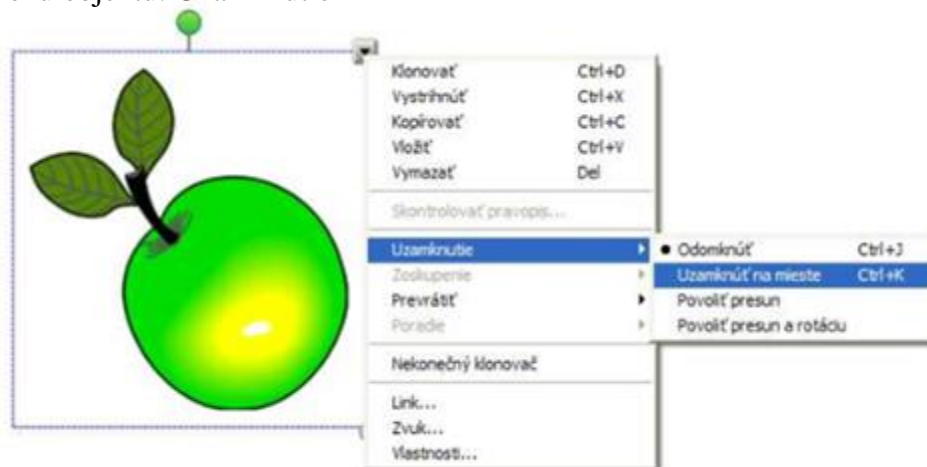 Klonovať Ctrl+D
Vystrihnúť Ctrl+X
Kopírovať Ctrl+C
Vložiť Ctrl+V
Vymazať Del
Skontrolovať pravopis...
Uzamknutie
Zoskupenie
Prevrátiť
Poradie
Nekonečný klonovač
Link...
Zvuk...
Vlastnosti...
Odomknúť Ctrl+J
Uzamknúť na mieste Ctrl+K
Povoliť presun
Povoliť presun a rotáciu